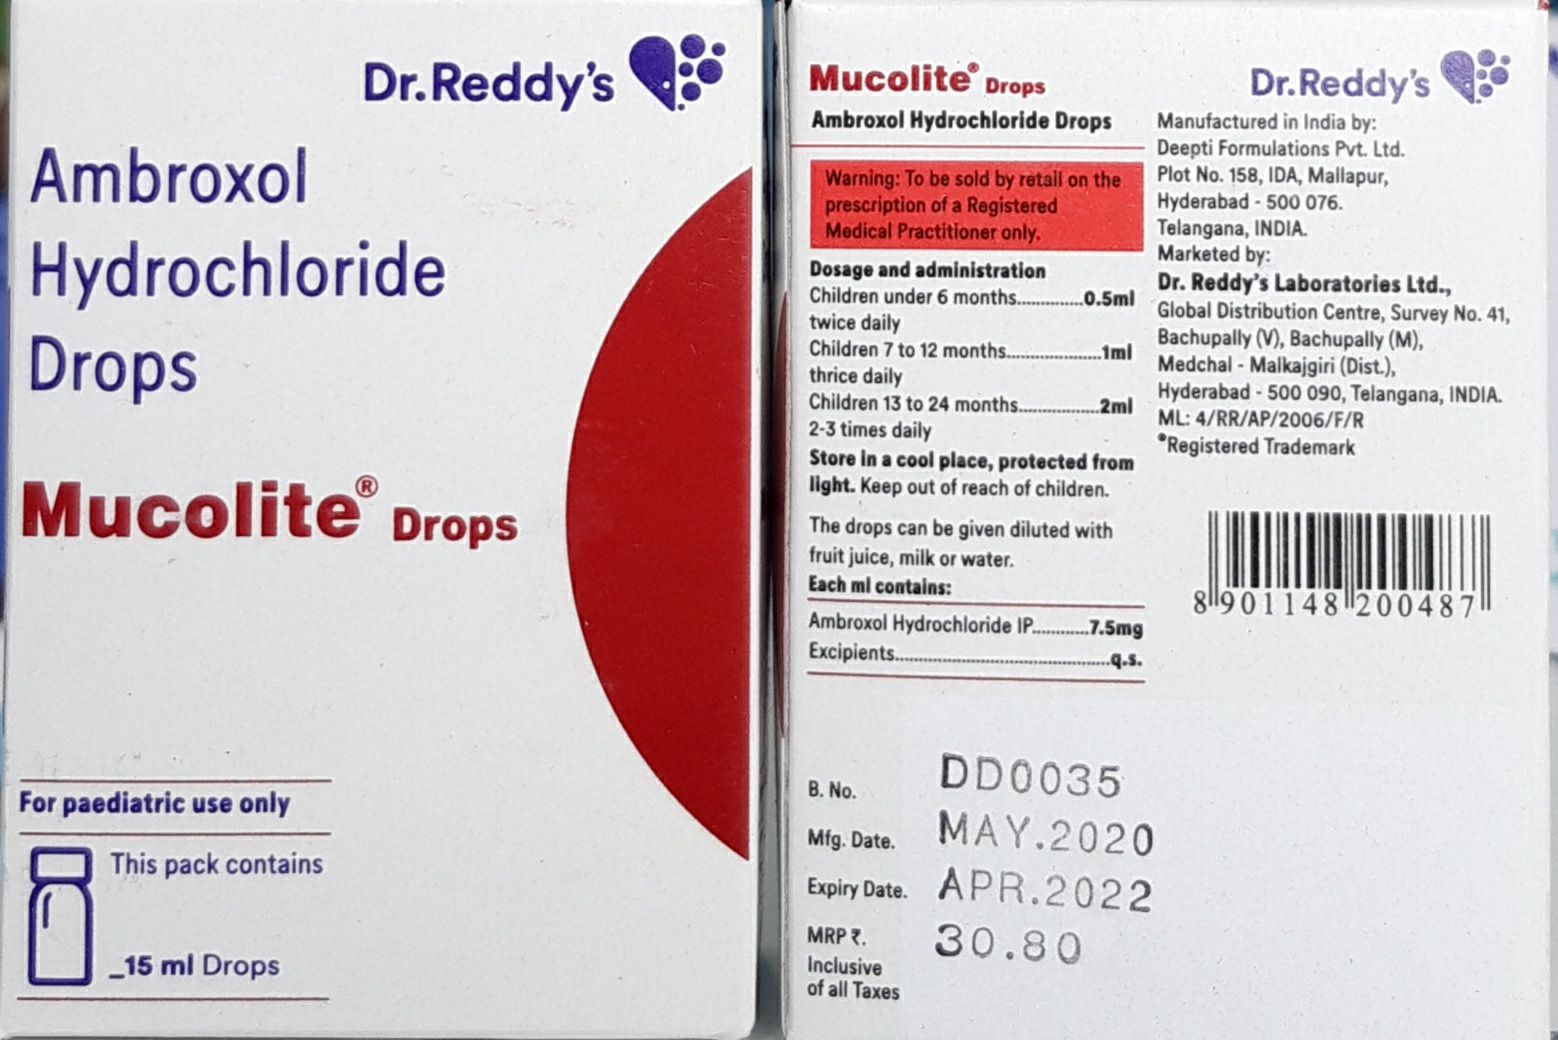 Dr.Reddy's
Ambroxol
Hydrochloride
Drops
Mucolite® Drops
For paediatric use only
This pack contains
_15 ml Drops
Mucolite® Drops
Ambroxol Hydrochloride Drops
Warning: To be sold by retail on the
prescription of a Registered
Medical Practitioner only.
Dosage and administration
Children under 6 months.............0.5ml
twice daily
Children 7 to 12 months...................1ml
thrice daily
Children 13 to 24 months................2ml
2-3 times daily
Store in a cool place, protected from
light. Keep out of reach of children.
The drops can be given diluted with
fruit juice, milk or water.
Each ml contains:
Ambroxol Hydrochloride IP............7.5mg
Excipients...........................................q.s.
Dr.Reddy's
Manufactured in India by:
Deepti Formulations Pvt. Ltd.
Plot No. 158, IDA, Mallapur,
Hyderabad - 500 076.
Telangana, INDIA.
Marketed by:
Dr. Reddy's Laboratories Ltd.,
Global Distribution Centre, Survey No. 41,
Bachupally (V), Bachupally (M),
Medchal - Malkajgiri (Dist.),
Hyderabad - 500 090, Telangana, INDIA.
ML: 4/RR/AP/2006/F/R
®Registered Trademark
8 901148 200487
B. No. DD0035
Mfg. Date. MAY.2020
Expiry Date. APR.2022
MRP ₹. 30.80
Inclusive
of all Taxes